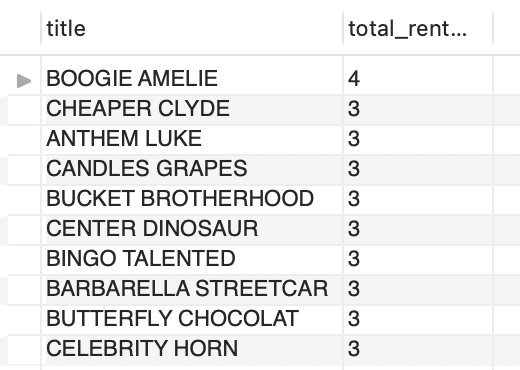 title total_rent...
BOOGIE AMELIE 4
CHEAPER CLYDE 3
ANTHEM LUKE 3
CANDLES GRAPES 3
BUCKET BROTHERHOOD 3
CENTER DINOSAUR 3
BINGO TALENTED 3
BARBARELLA STREETCAR 3
BUTTERFLY CHOCOLAT 3
CELEBRITY HORN 3